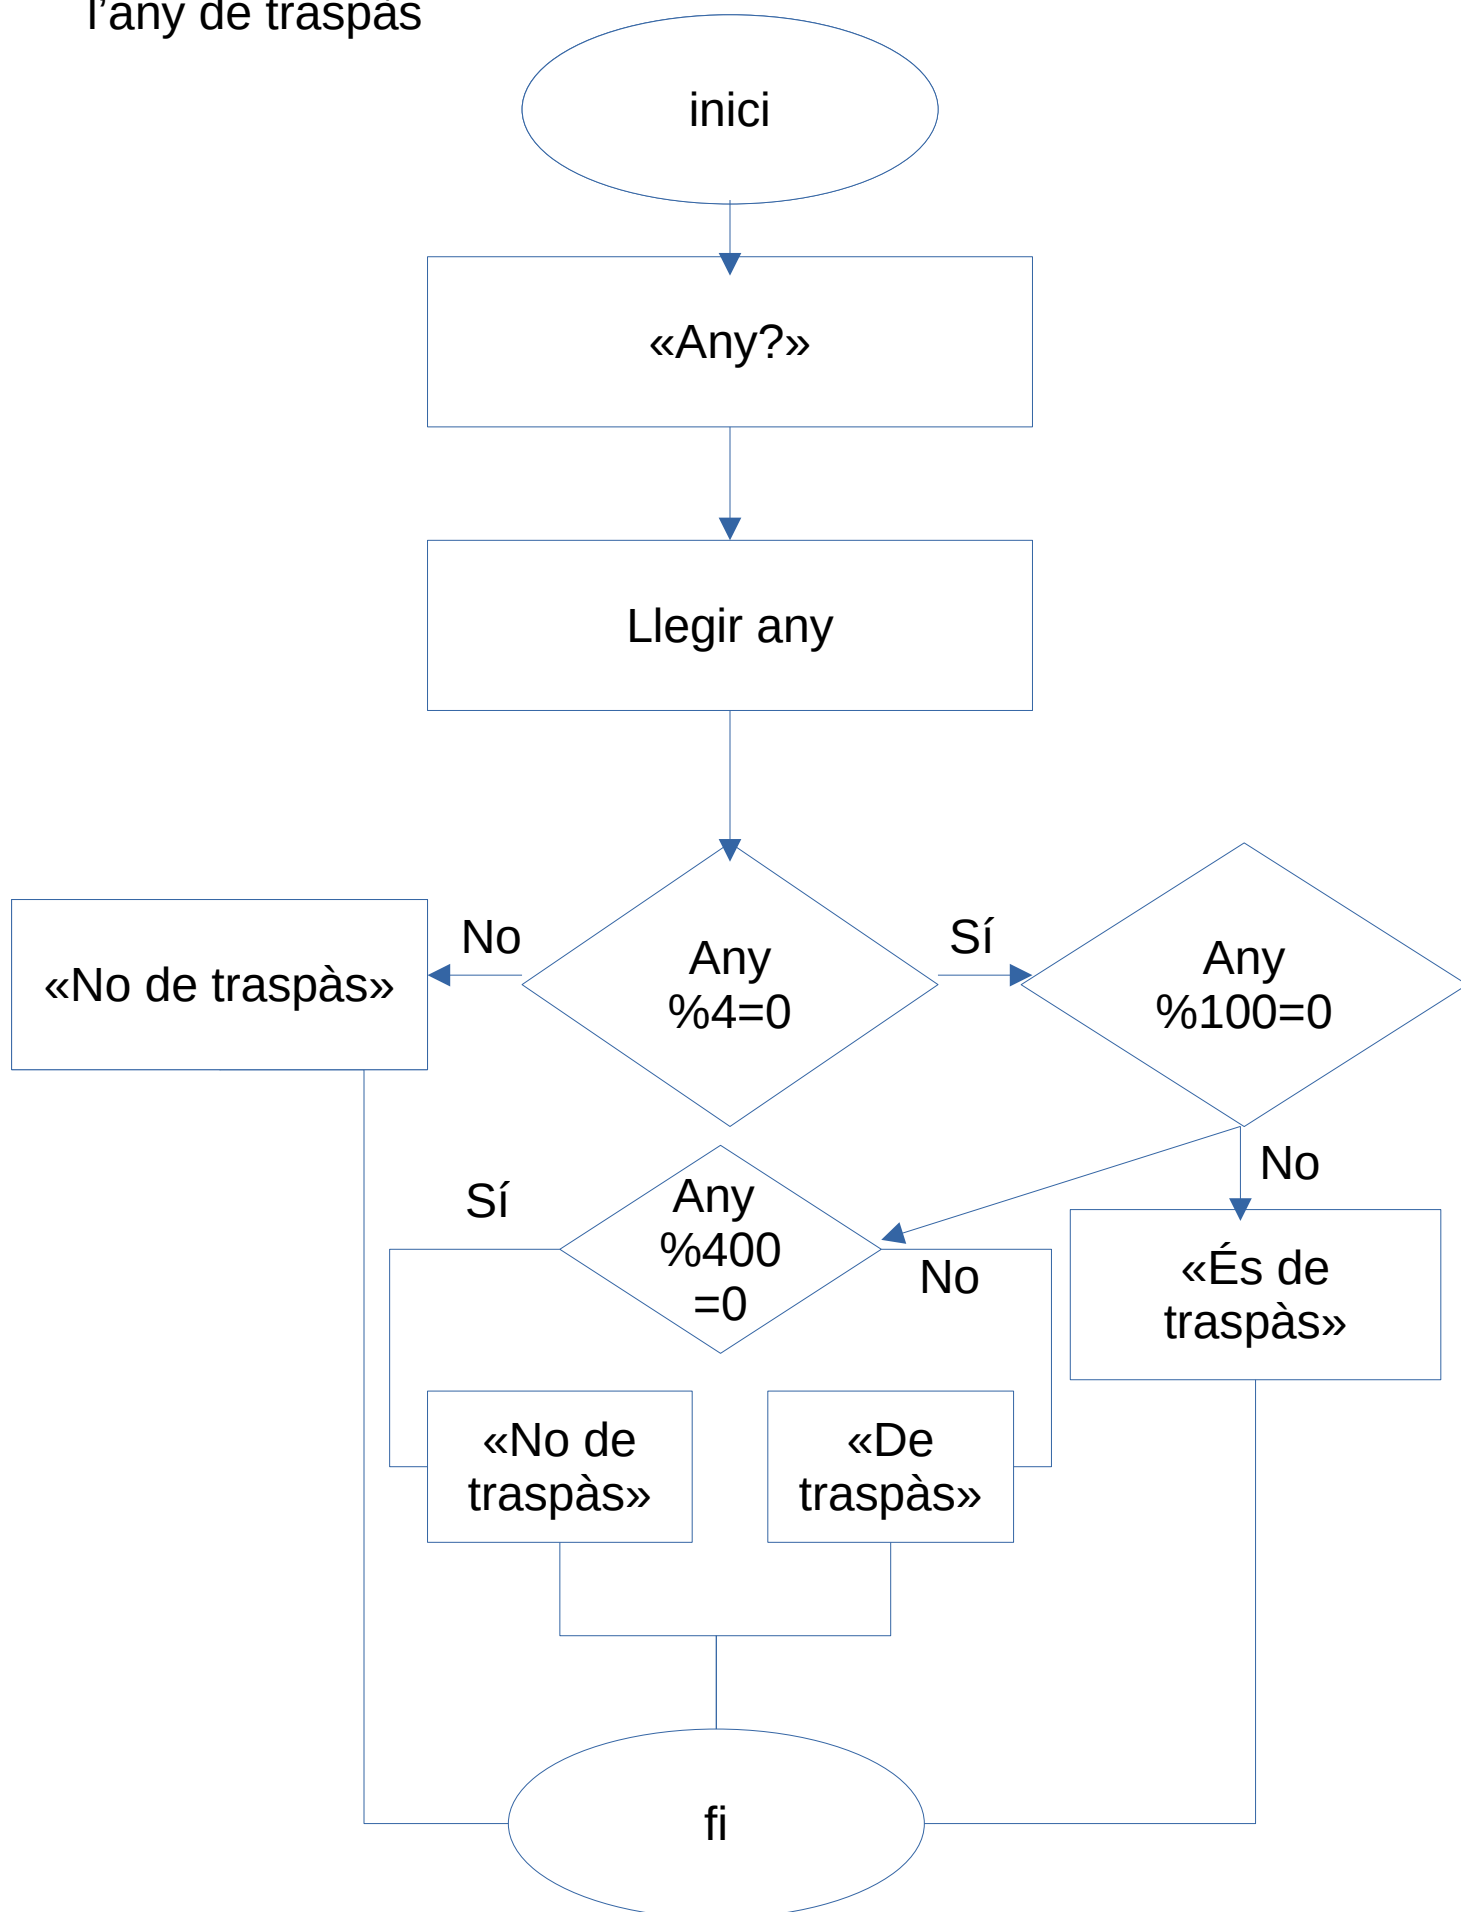 l’any de traspàs
inici
«Any?»
Llegir any
No
Sí
«No de traspàs»
Any
%4=0
Any
%100=0
No
Sí
Any
%400
=0
No
«És de
traspàs»
«No de
traspàs»
«De
traspàs»
fi